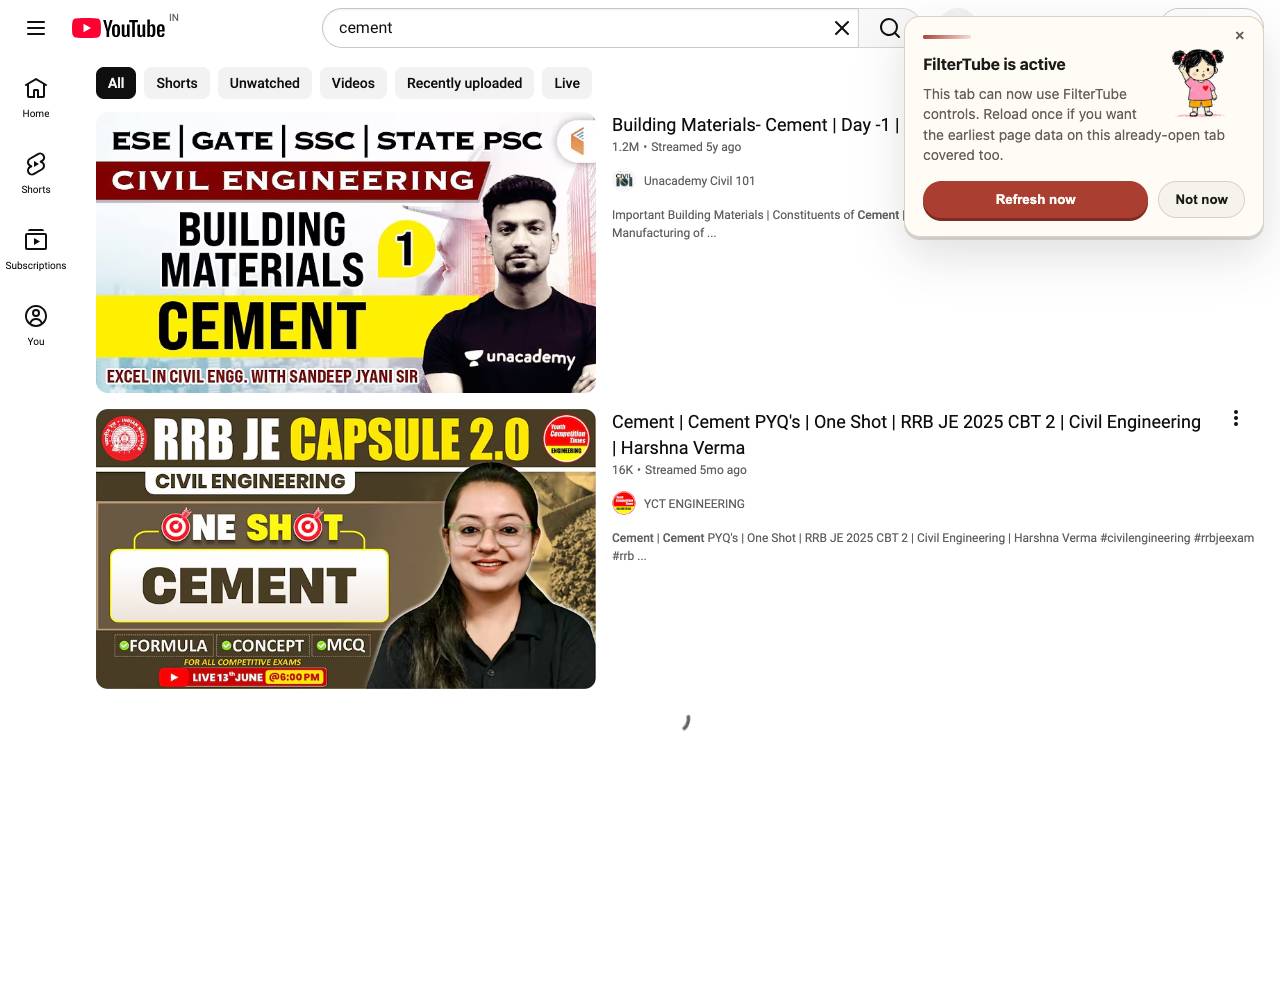 YouTube IN
cement
Home
Shorts
Subscriptions
You
All
Shorts
Unwatched
Videos
Recently uploaded
Live
ESE | GATE | SSC | STATE PSC
CIVIL ENGINEERING
BUILDING
MATERIALS
1
CEMENT
unacademy
EXCEL IN CIVIL ENGG. WITH SANDEEP JYANI SIR
Building Materials- Cement | Day -1 |
1.2M • Streamed 5y ago
Unacademy Civil 101
Important Building Materials | Constituents of Cement |
Manufacturing of ...
FilterTube is active
This tab can now use FilterTube
controls. Reload once if you want
the earliest page data on this already-open tab
covered too.
Refresh now
Not now
RRB JE CAPSULE 2.0
Youth
Competition
Times
ENGINEERING
CIVIL ENGINEERING
ONE SHOT
CEMENT
FORMULA
CONCEPT
MCQ
FOR ALL COMPETITIVE EXAMS
LIVE 13th JUNE @6:00 PM
Cement | Cement PYQ's | One Shot | RRB JE 2025 CBT 2 | Civil Engineering
| Harshna Verma
16K • Streamed 5mo ago
YCT ENGINEERING
Cement | Cement PYQ's | One Shot | RRB JE 2025 CBT 2 | Civil Engineering | Harshna Verma #civilengineering #rrbjeexam
#rrb ...